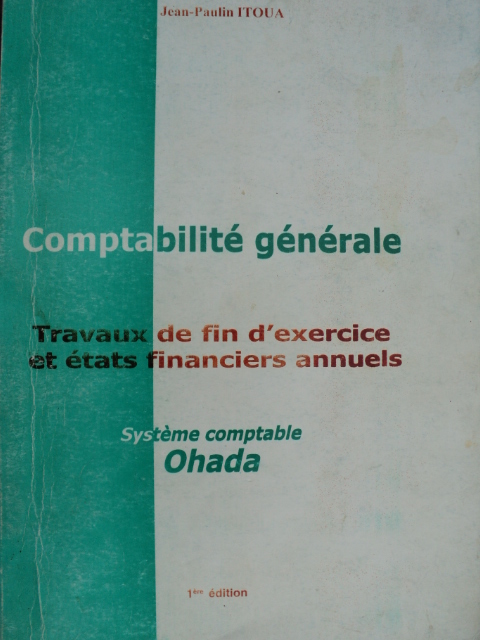 Jean-Paulin ITOUA
Comptabilité générale
Travaux de fin d'exercice
et états financiers annuels
Système comptable
Ohada
1ère édition